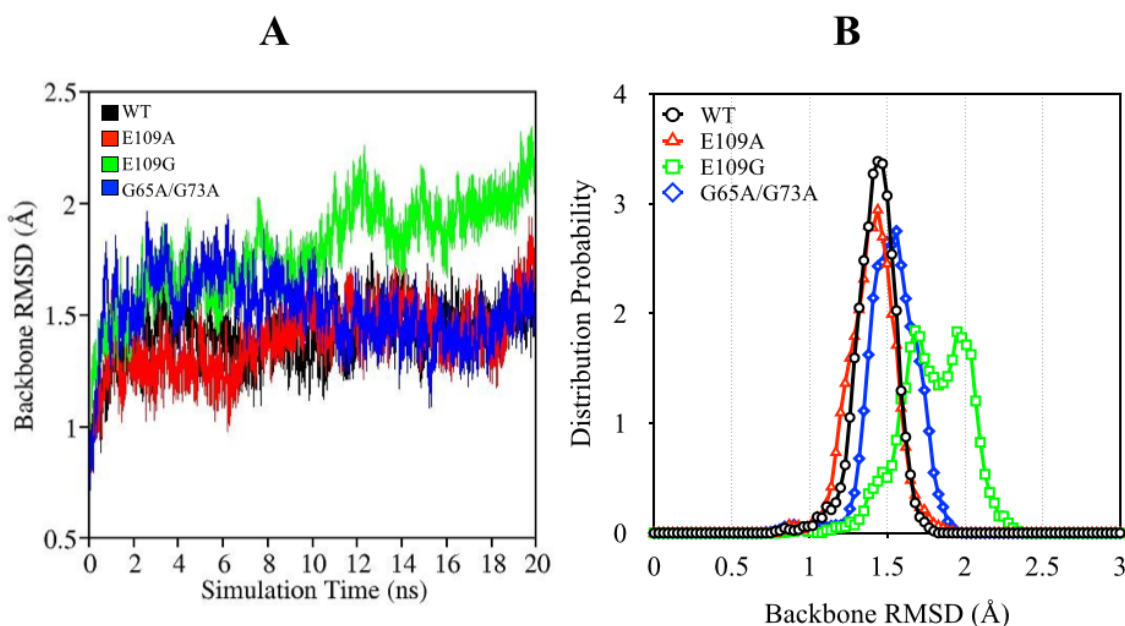 A
B
Backbone RMSD (Å)
2.5
2
1.5
1
0.5
WT
E109A
E109G
G65A/G73A
0 2 4 6 8 10 12 14 16 18 20
Simulation Time (ns)
Distribution Probability
4
3
2
1
0
WT
E109A
E109G
G65A/G73A
0 0.5 1 1.5 2 2.5 3
Backbone RMSD (Å)